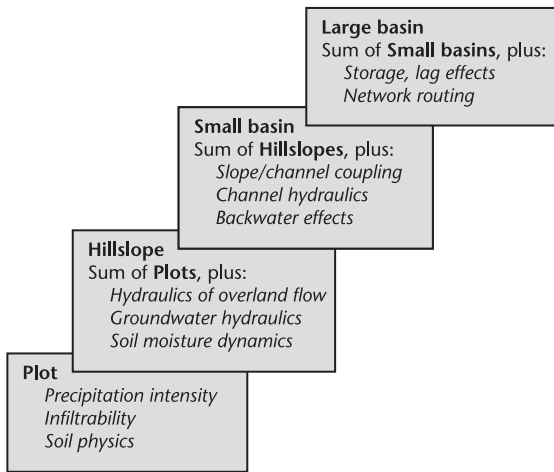 Large basin
Sum of Small basins, plus:
Storage, lag effects
Network routing
Small basin
Sum of Hillslopes, plus:
Slope/channel coupling
Channel hydraulics
Backwater effects
Hillslope
Sum of Plots, plus:
Hydraulics of overland flow
Groundwater hydraulics
Soil moisture dynamics
Plot
Precipitation intensity
Infiltrability
Soil physics